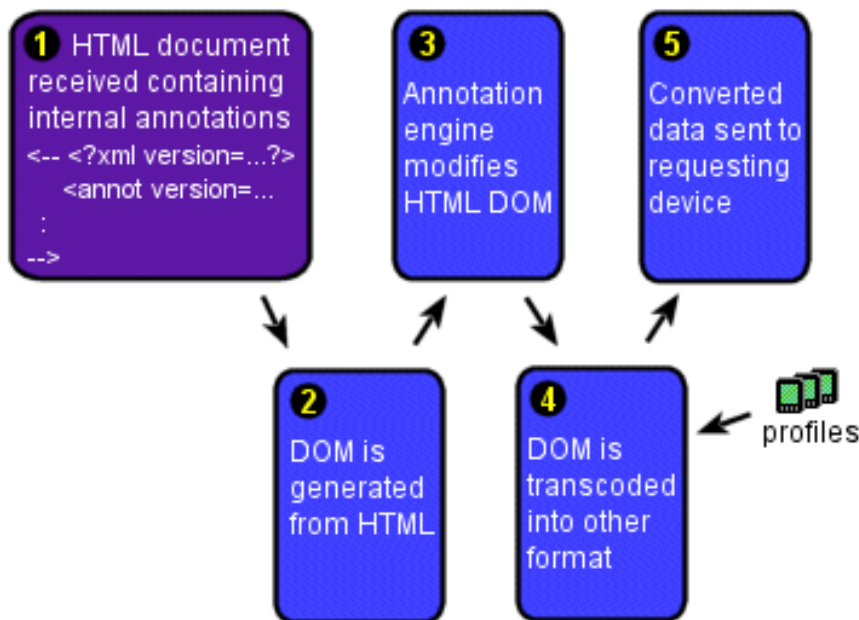 1 HTML document
received containing
internal annotations
<-- <?xml version=...?>
<annot version=...
:
-->
2
DOM is
generated
from HTML
3
Annotation
engine
modifies
HTML DOM
4
DOM is
transcoded
into other
format
5
Converted
data sent to
requesting
device
profiles